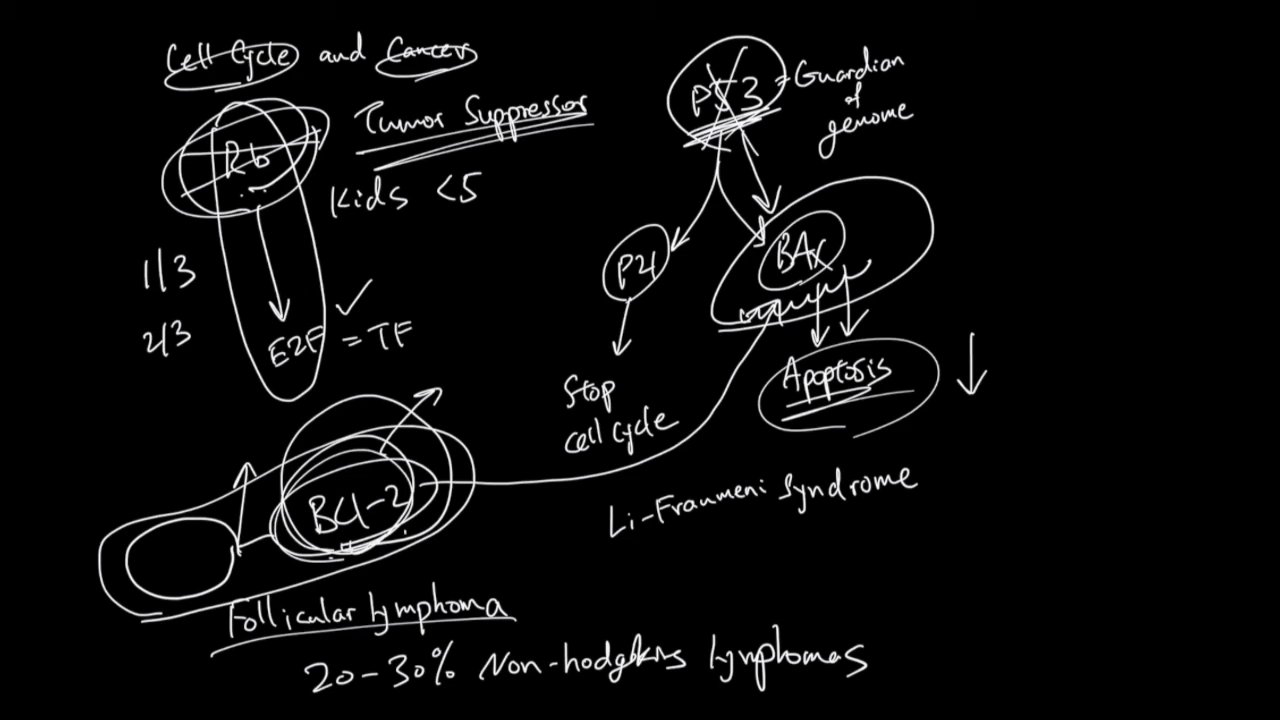 Cell Cycle and Cancer
Tumor Suppressor
Rb
Kids <5
1/3
2/3
E2F = TF
P53 = Guardian
of
genome
P21
BAX
Stop
cell cycle
Apoptosis
Li-Fraumeni Syndrome
BCl-2
Follicular lymphoma
20-30% Non-hodgkins lymphomas